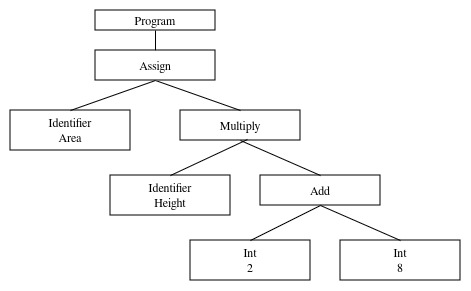 Program
Assign
Identifier
Area
Multiply
Identifier
Height
Add
Int
2
Int
8